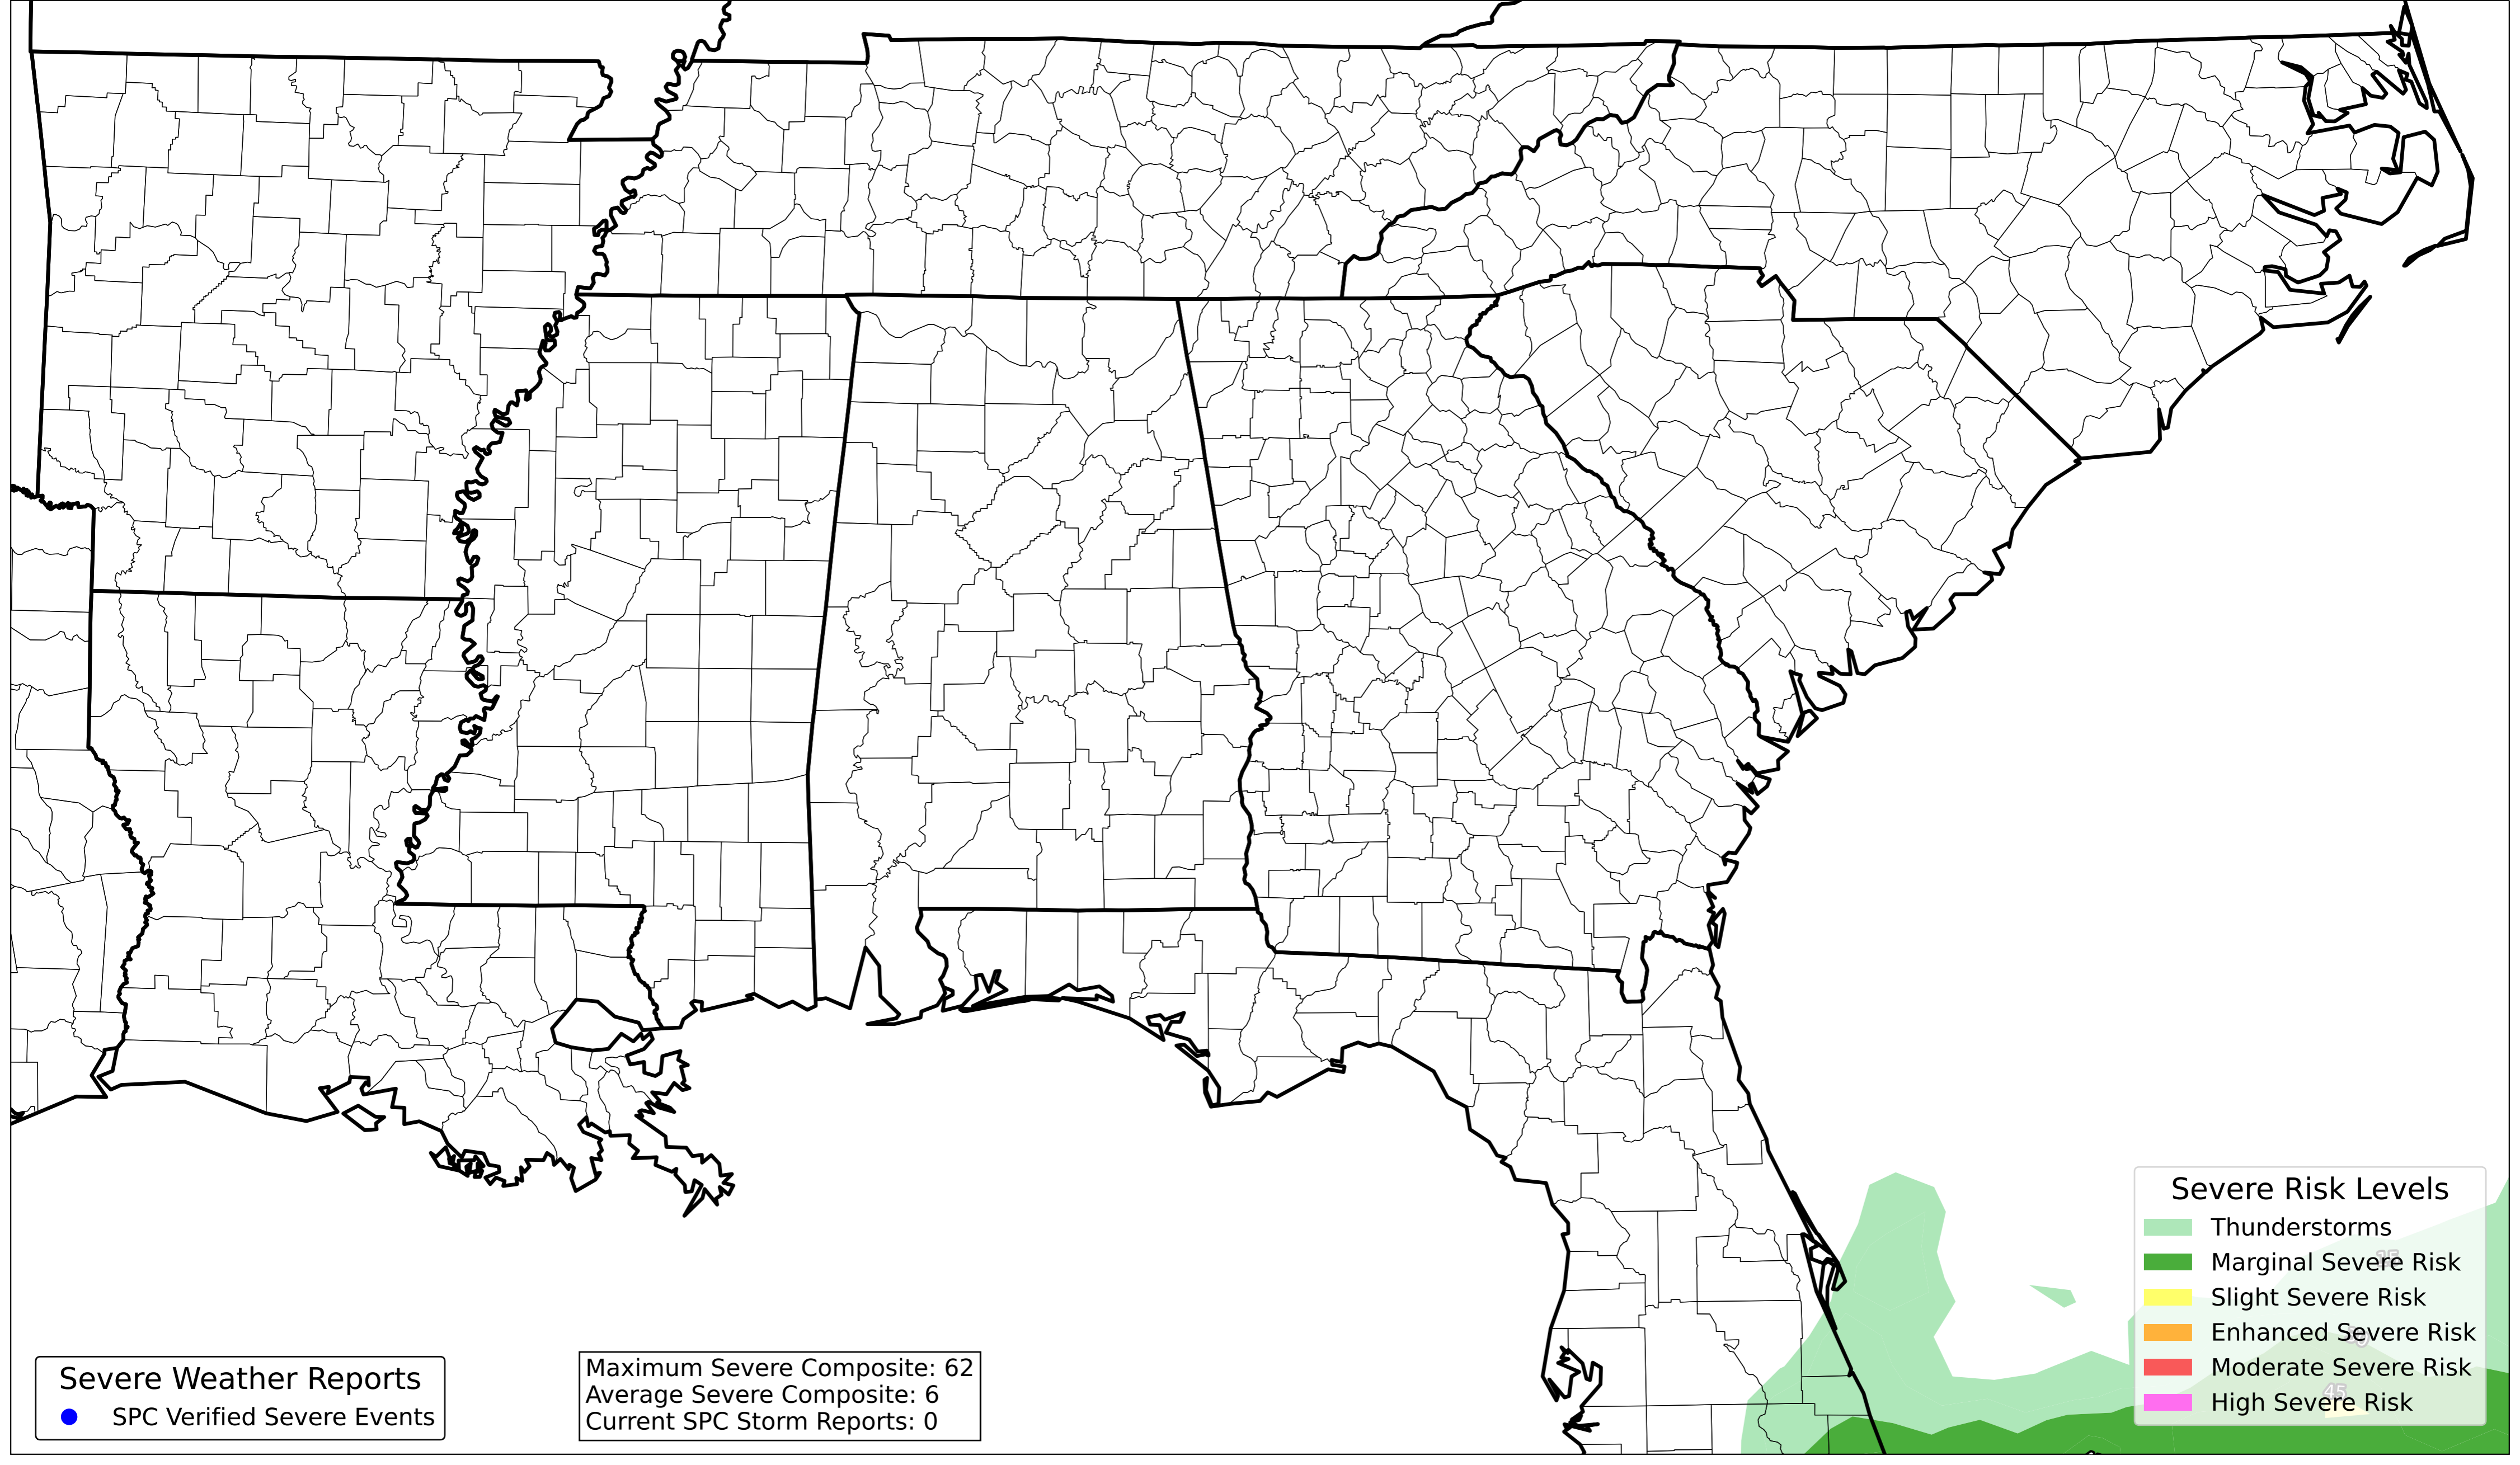 Severe Risk Levels
Thunderstorms
Marginal Severe Risk
Slight Severe Risk
Enhanced Severe Risk
Moderate Severe Risk
High Severe Risk
45
Severe Weather Reports
SPC Verified Severe Events
Maximum Severe Composite: 62
Average Severe Composite: 6
Current SPC Storm Reports: 0